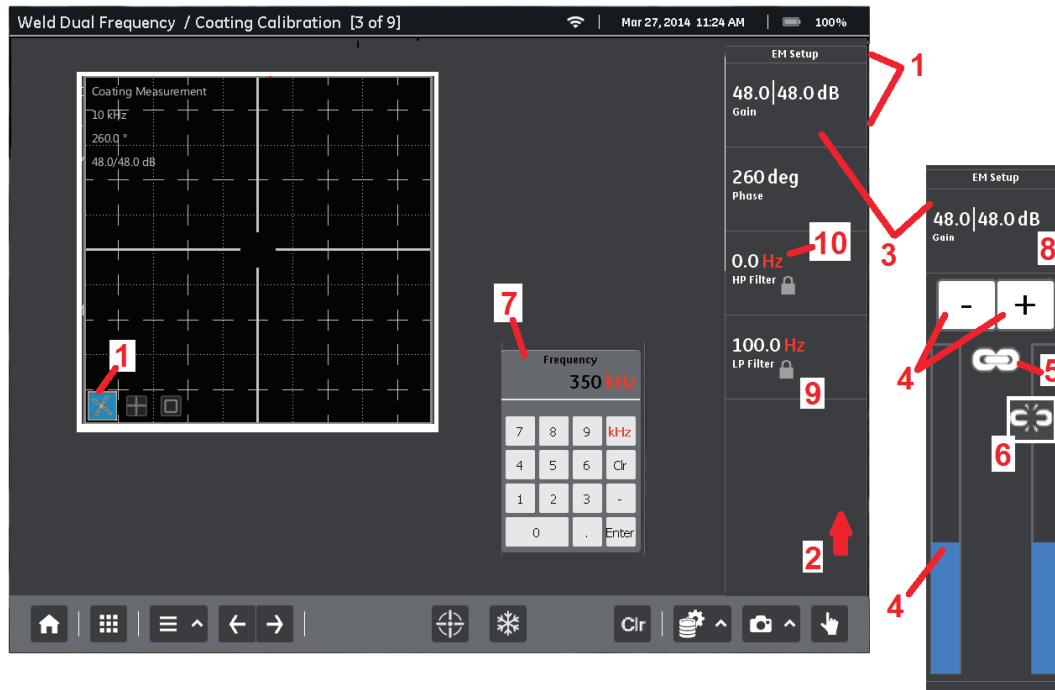 Weld Dual Frequency / Coating Calibration [3 of 9]
Mar 27, 2014 11:24 AM
100%
EM Setup
1
48.0|48.0 dB
Gain
Coating Measurement
10 kHz
260.0 °
48.0/48.0 dB
260 deg
Phase
3
EM Setup
48.0|48.0 dB
Gain
8
10
0.0 Hz
HP Filter
7
- +
4
5
6
4
100.0 Hz
LP Filter
9
1
Frequency
350 kHz
7 8 9 kHz
4 5 6 Clr
1 2 3 -
0 . Enter
2
Clr